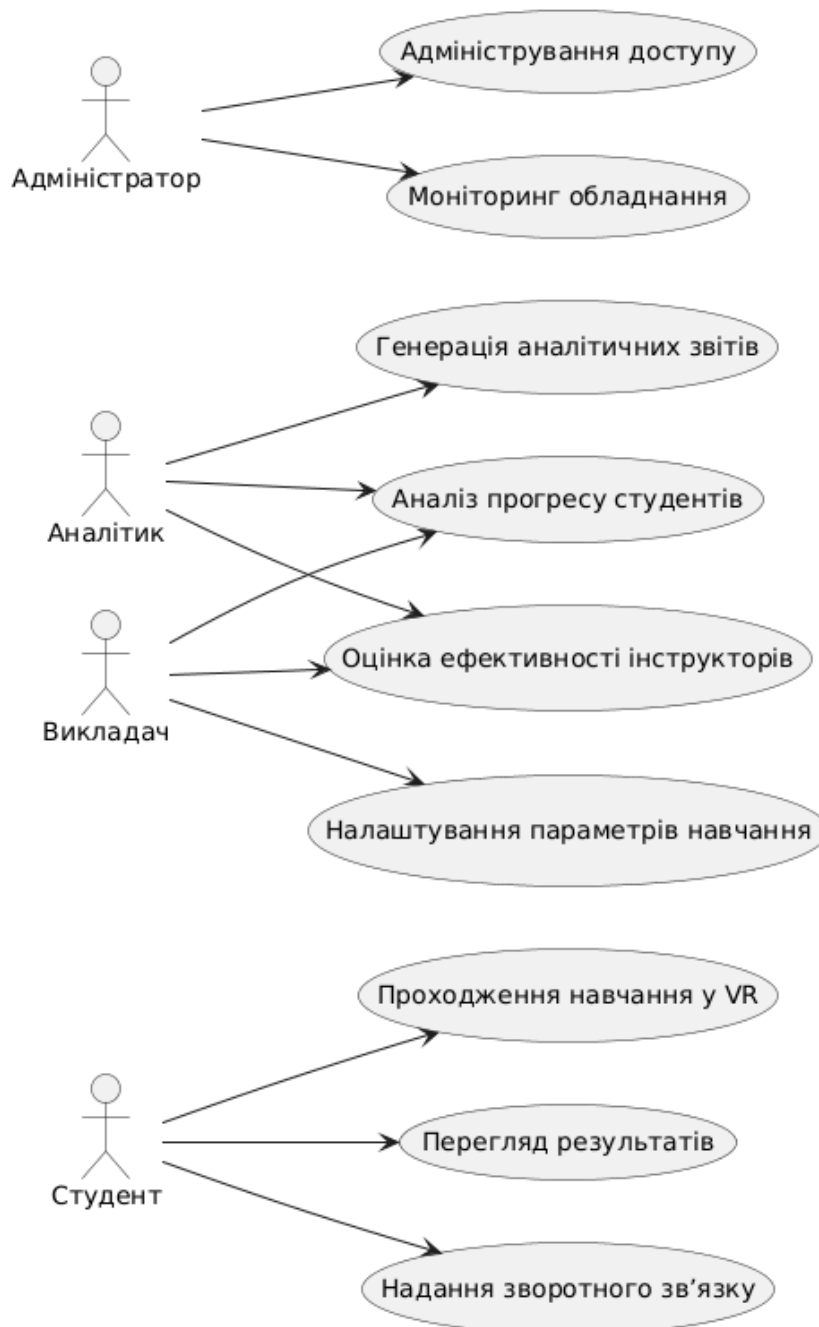 Адміністрування доступу
Адміністратор
Моніторинг обладнання
Генерація аналітичних звітів
Аналіз прогресу студентів
Аналітик
Оцінка ефективності інструкторів
Викладач
Налаштування параметрів навчання
Проходження навчання у VR
Перегляд результатів
Студент
Надання зворотного зв’язку